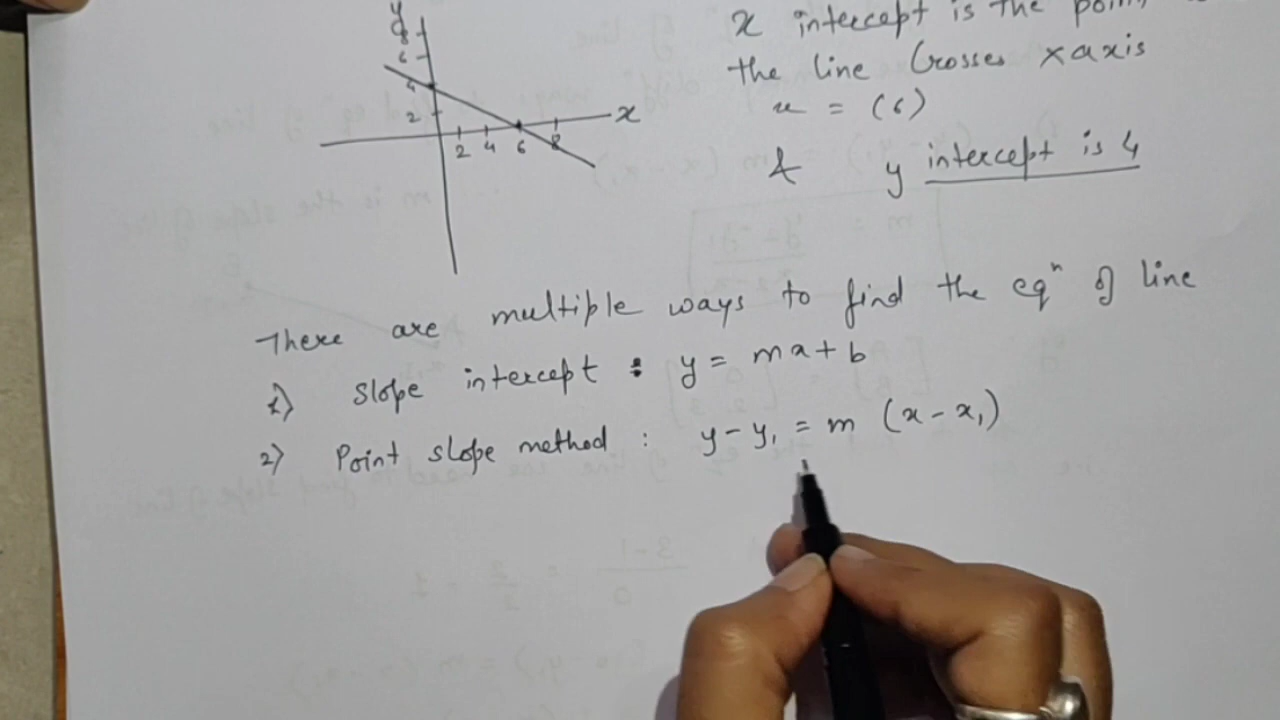 y
8
6
4
2
2 4 6 8
x
x intercept is the point
the line Crosses x axis
x = (6)
& y intercept is 4
There are multiple ways to find the eqⁿ of line
1) Slope intercept : y = mx + b
2) Point slope method : y - y₁ = m (x - x₁)